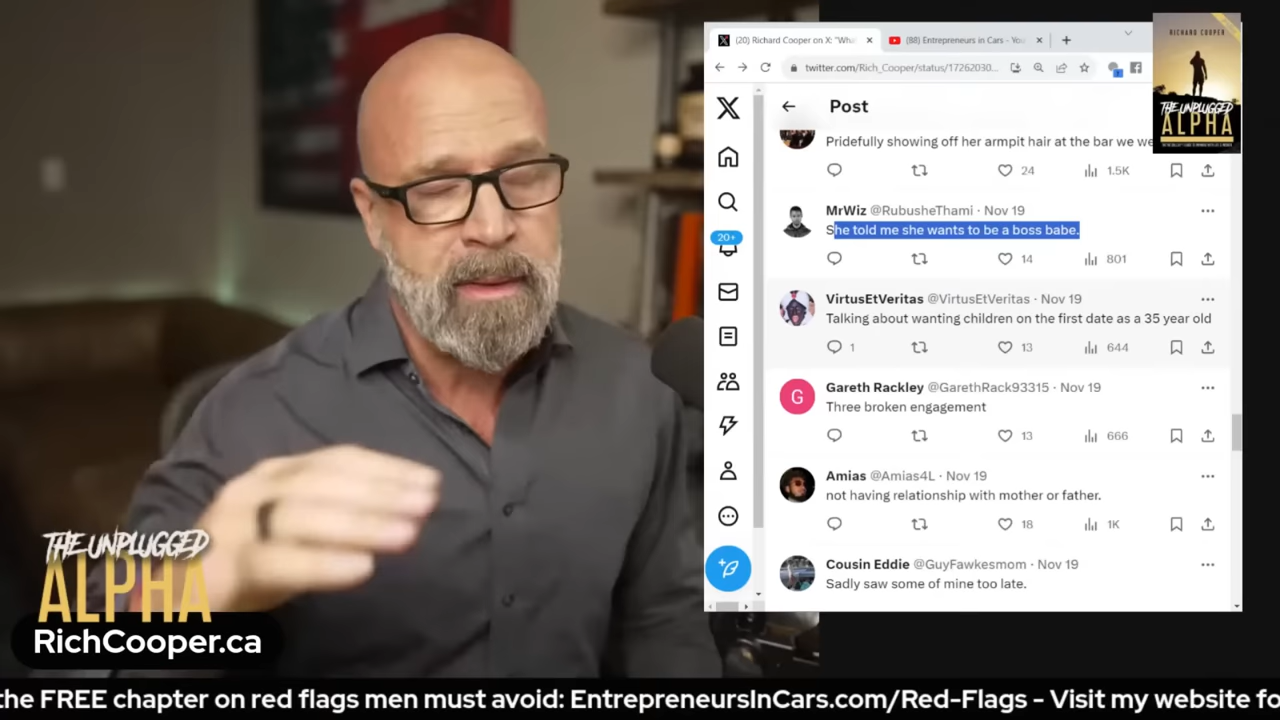 (20) Richard Cooper on X: "Wha
(88) Entrepreneurs in Cars - You
twitter.com/Rich_Cooper/status/17262030...
RICHARD COOPER
THE UNPLUGGED
ALPHA
Post
Pridefully showing off her armpit hair at the bar we we
24
1.5K
MrWiz @RubusheThami · Nov 19
She told me she wants to be a boss babe.
14
801
20+
VirtusEtVeritas @VirtusEtVeritas · Nov 19
Talking about wanting children on the first date as a 35 year old
1
13
644
Gareth Rackley @GarethRack93315 · Nov 19
G
Three broken engagement
13
666
Amias @Amias4L · Nov 19
not having relationship with mother or father.
18
1K
Cousin Eddie @GuyFawkesmom · Nov 19
Sadly saw some of mine too late.
THE UNPLUGGED
ALPHA
RichCooper.ca
the FREE chapter on red flags men must avoid: EntrepreneursInCars.com/Red-Flags - Visit my website fo